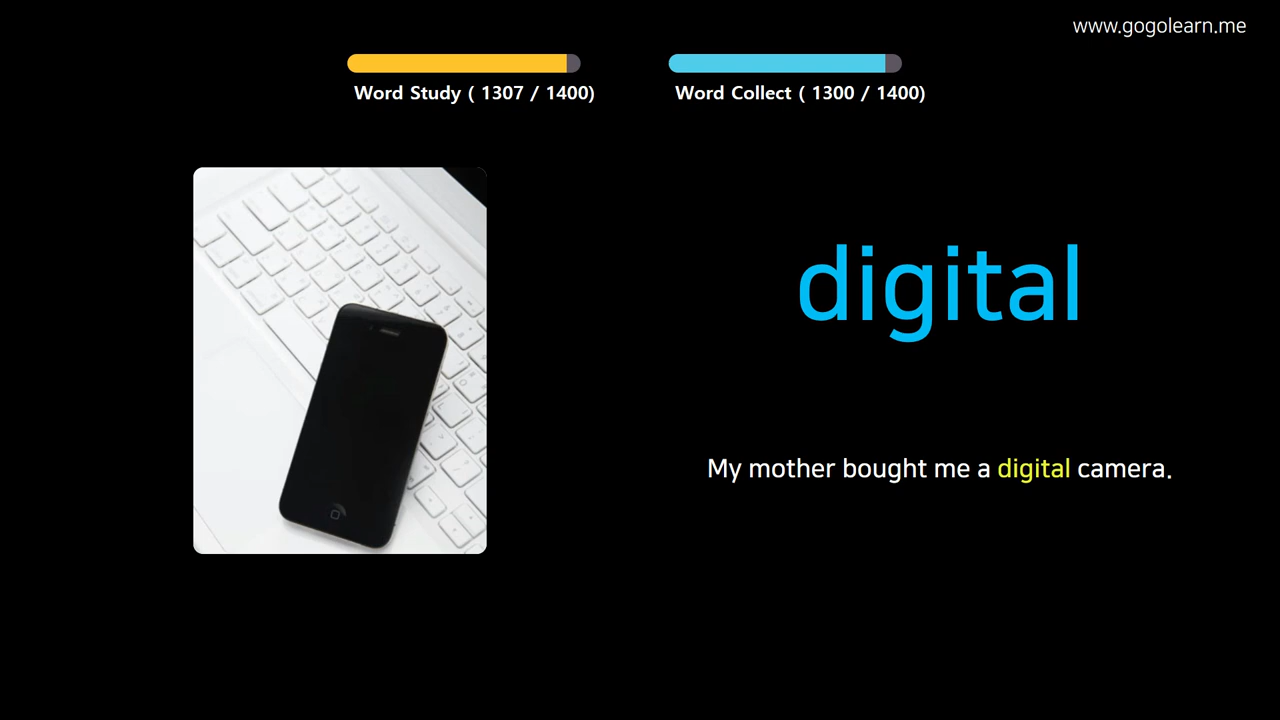 www.gogolearn.me
Word Study ( 1307 / 1400)
Word Collect ( 1300 / 1400)
digital
My mother bought me a digital camera.